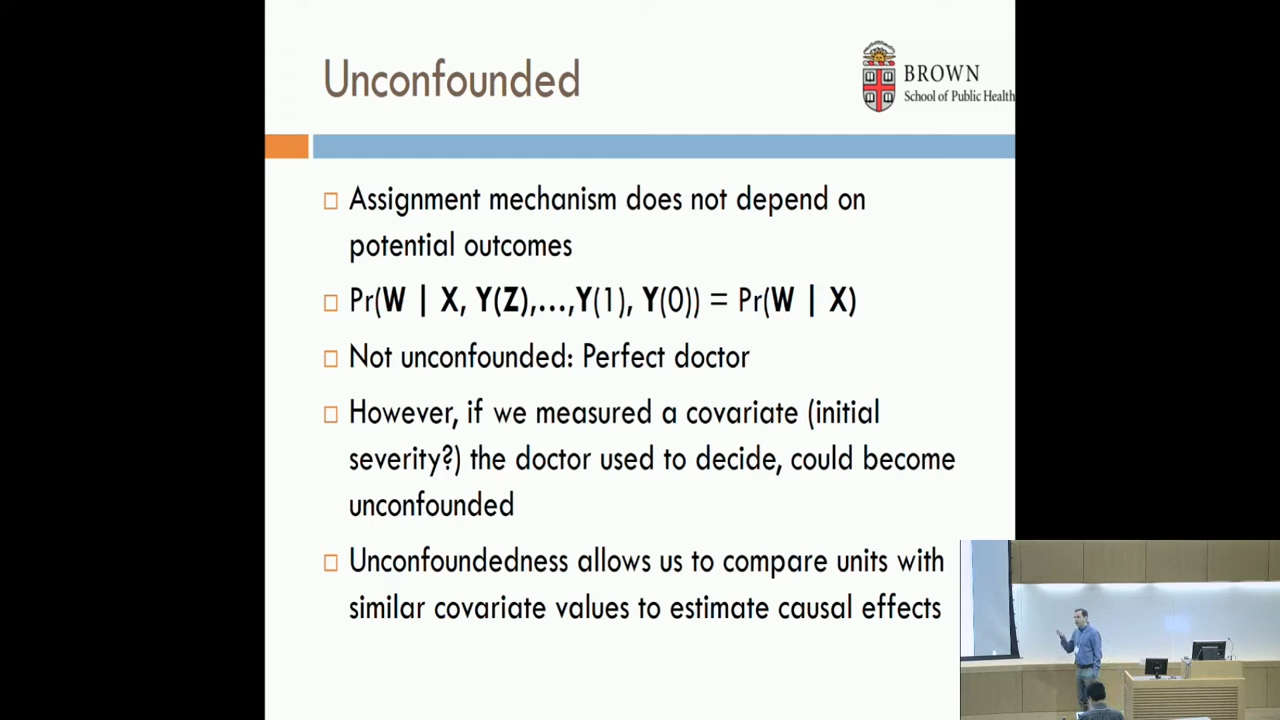 Unconfounded
BROWN
School of Public Health
Assignment mechanism does not depend on
potential outcomes
Pr(W | X, Y(Z),...,Y(1), Y(0)) = Pr(W | X)
Not unconfounded: Perfect doctor
However, if we measured a covariate (initial
severity?) the doctor used to decide, could become
unconfounded
Unconfoundedness allows us to compare units with
similar covariate values to estimate causal effects